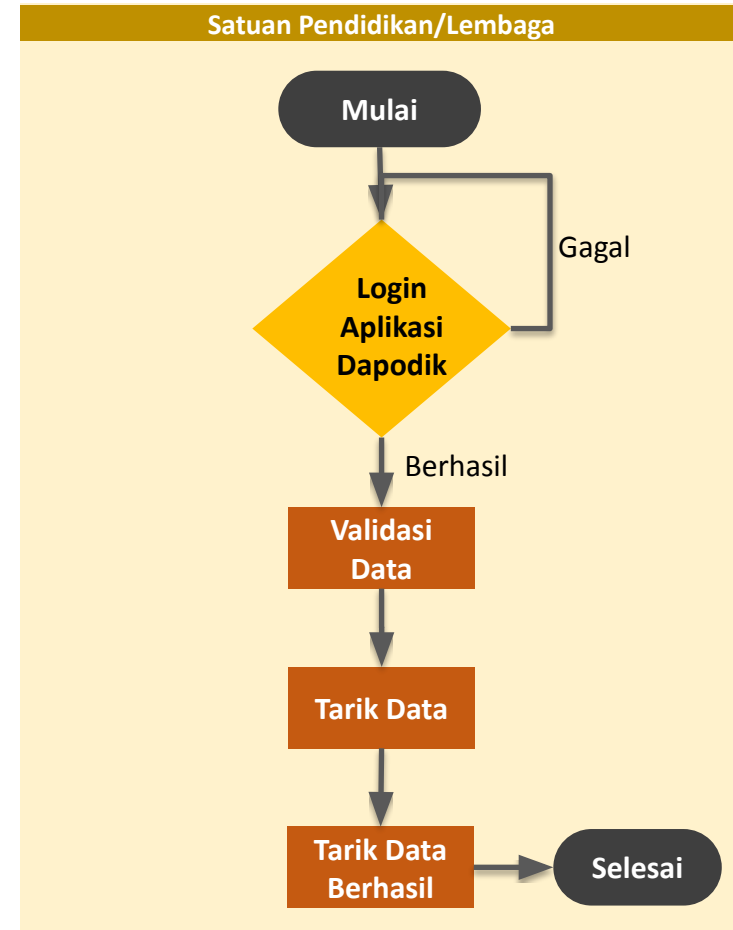 Satuan Pendidikan/Lembaga
Mulai
Gagal
Login
Aplikasi
Dapodik
Berhasil
Validasi
Data
Tarik Data
Tarik Data
Berhasil
Selesai